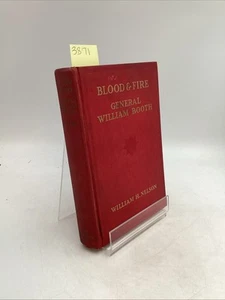 3871
BLOOD & FIRE
GENERAL
WILLIAM BOOTH
WILLIAM H. NELSON